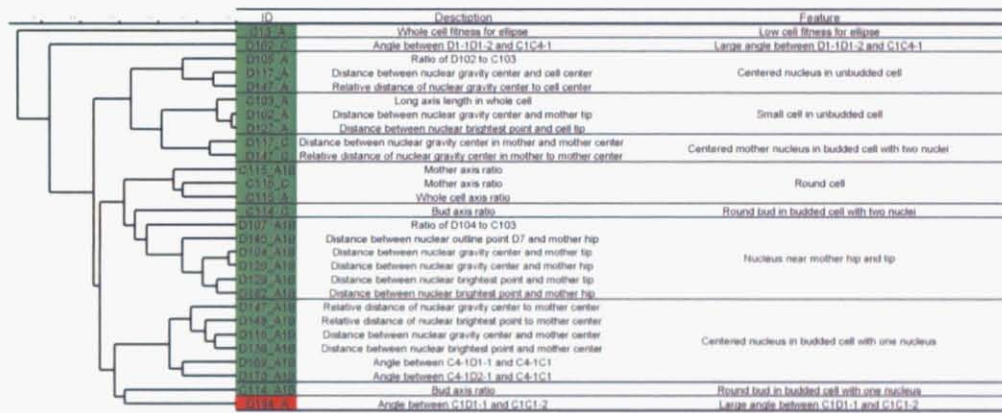 ID Desctiption Feature
D13_A Whole cell fitness for ellipse Low cell fitness for ellipse
D162_C Angle between D1-1D1-2 and C1C4-1 Large angle between D1-1D1-2 and C1C4-1
D105_A Ratio of D102 to C103
D117_A Distance between nuclear gravity center and cell center Centered nucleus in unbudded cell
D147_A Relative distance of nuclear gravity center to cell center
C103_A Long axis length in whole cell
D102_A Distance between nuclear gravity center and mother tip Small cell in unbudded cell
D127_A Distance between nuclear brightest point and cell tip
D117_C Distance between nuclear gravity center in mother and mother center Centered mother nucleus in budded cell with two nuclei
D147_C Relative distance of nuclear gravity center in mother to mother center
C115_A1B Mother axis ratio
C115_C Mother axis ratio Round cell
C115_A Whole cell axis ratio
C114_C Bud axis ratio Round bud in budded cell with two nuclei
D107_A1B Ratio of D104 to C103
D145_A1B Distance between nuclear outline point D7 and mother hip
D104_A1B Distance between nuclear gravity center and mother tip Nucleus near mother hip and tip
Distance between nuclear gravity center and mother hip
D129_A1B Distance between nuclear brightest point and mother tip
Distance between nuclear brightest point and mother hip
D147_A1B Relative distance of nuclear gravity center to mother center
D148_A1B Relative distance of nuclear brightest point to mother center
D118_A1B Distance between nuclear gravity center and mother center Centered nucleus in budded cell with one nucleus
Distance between nuclear brightest point and mother center
D169_A1B Angle between C4-1D1-1 and C4-1C1
D170_A1B Angle between C4-1D2-1 and C4-1C1
C114_A1B Bud axis ratio Round bud in budded cell with one nucleus
Angle between C1D1-1 and C1C1-2 Large angle between C1D1-1 and C1C1-2